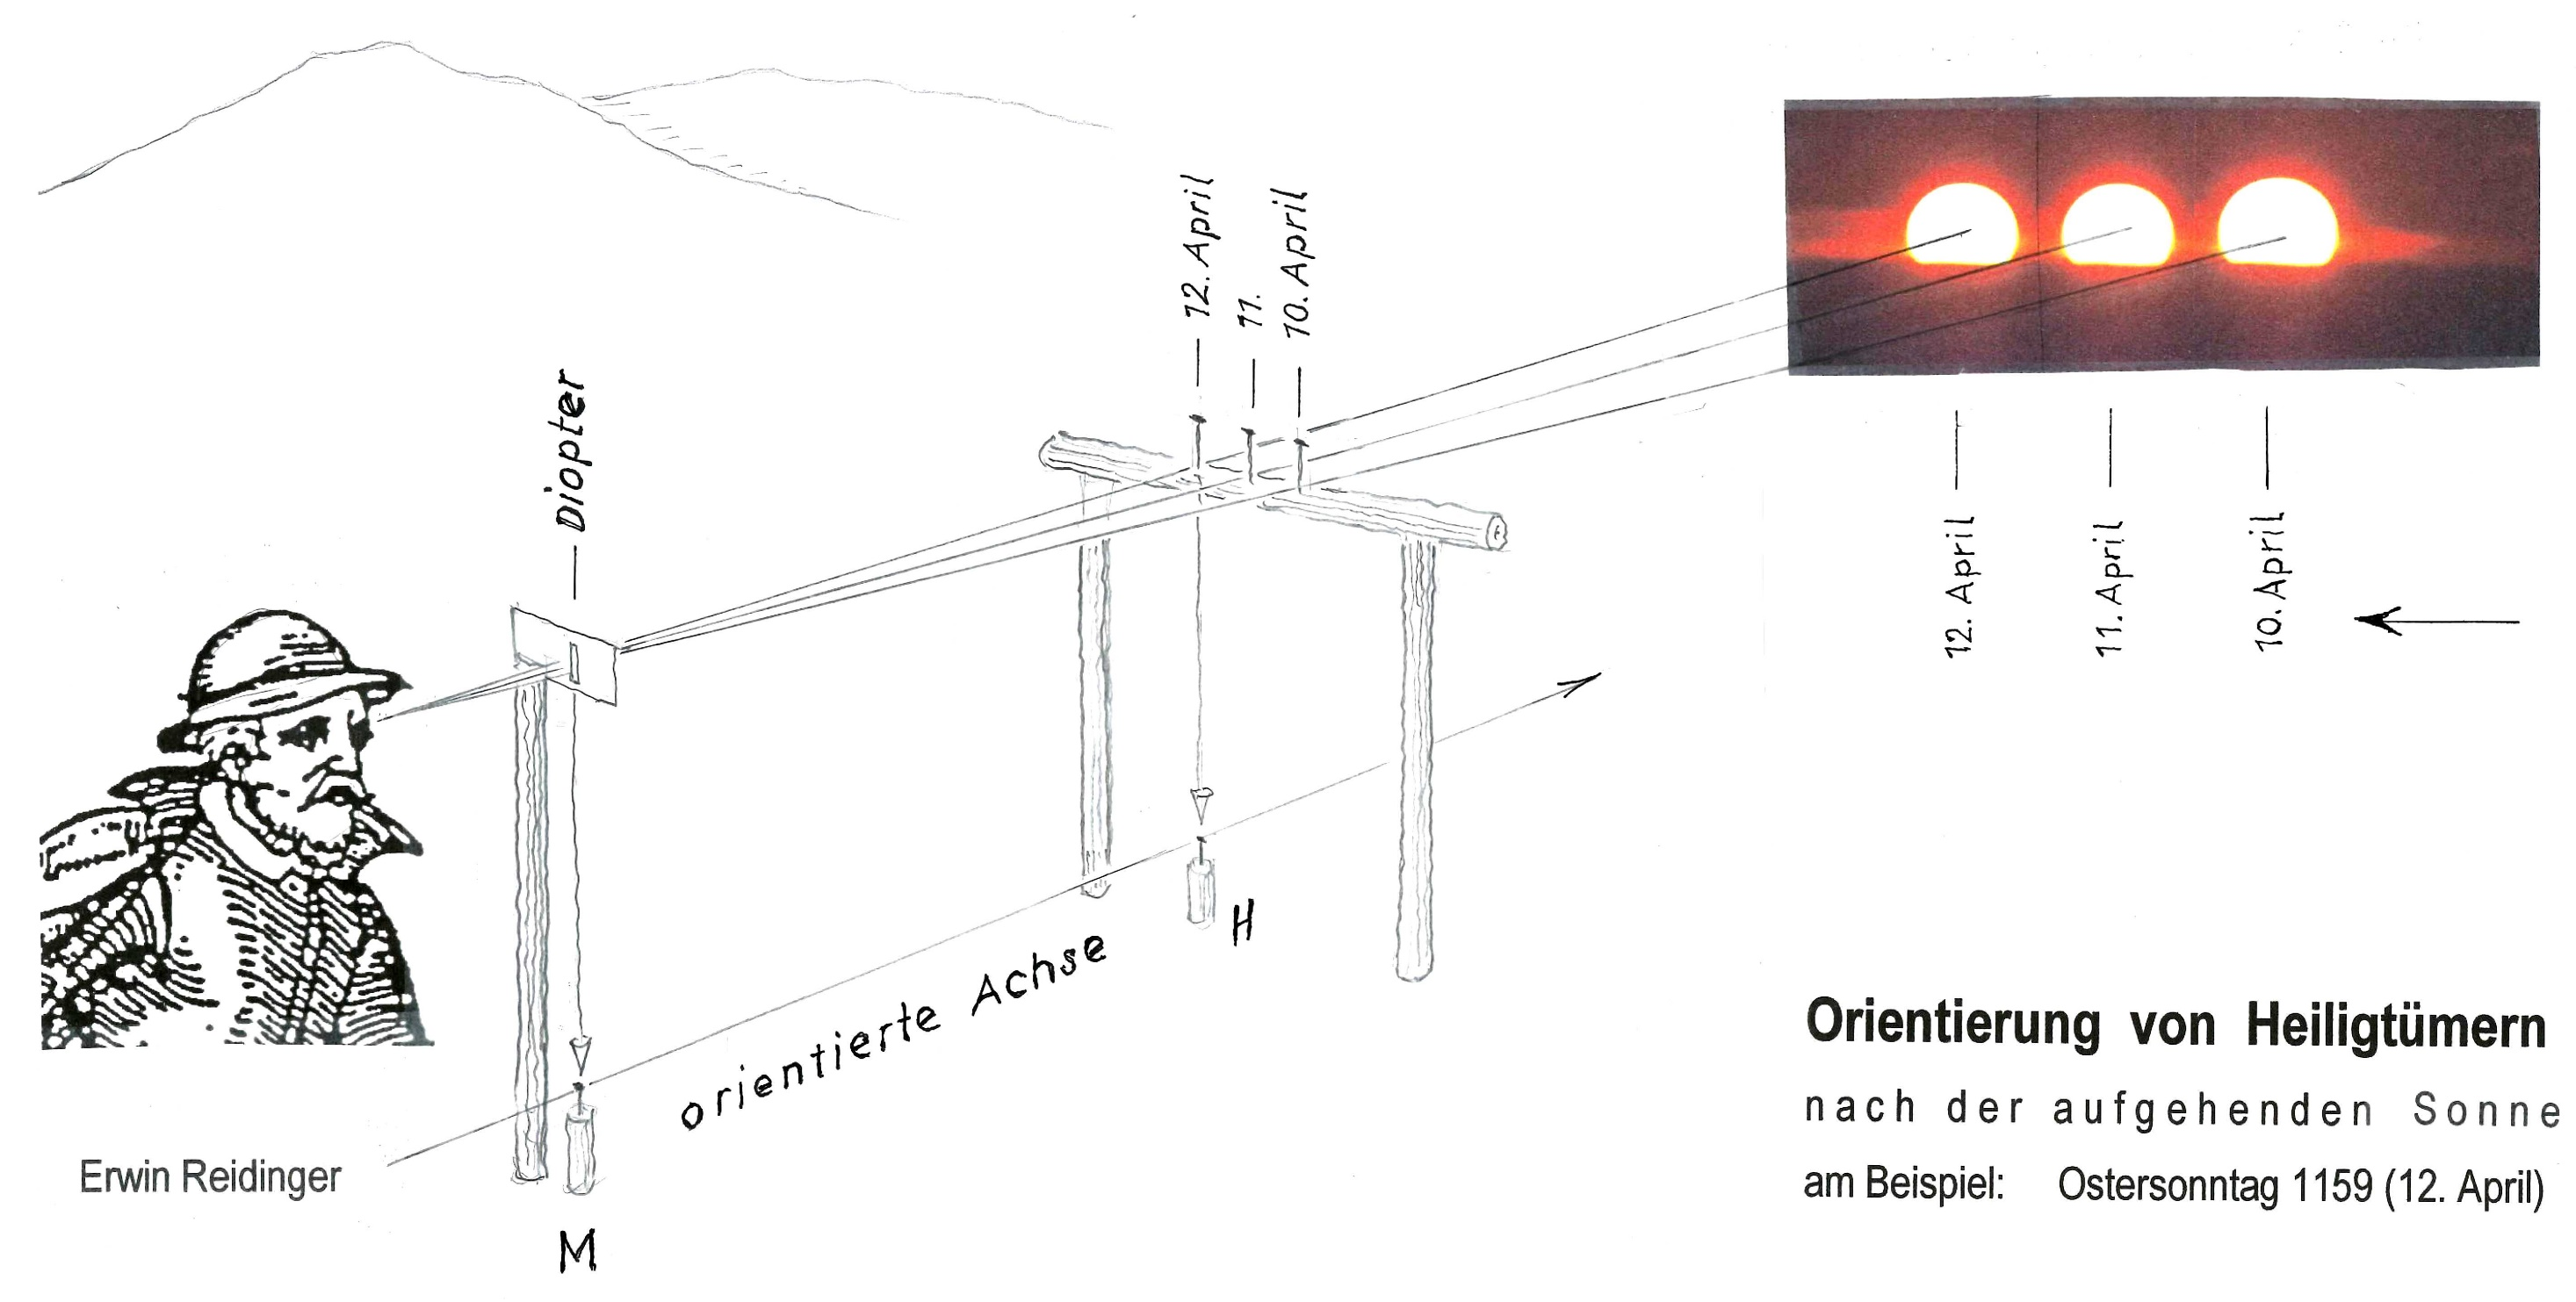 12. April
11.
10. April
Diopter
12. April
11. April
10. April
H
orientierte Achse
M
Erwin Reidinger
Orientierung von Heiligtümern
nach der aufgehenden Sonne
am Beispiel: Ostersonntag 1159 (12. April)